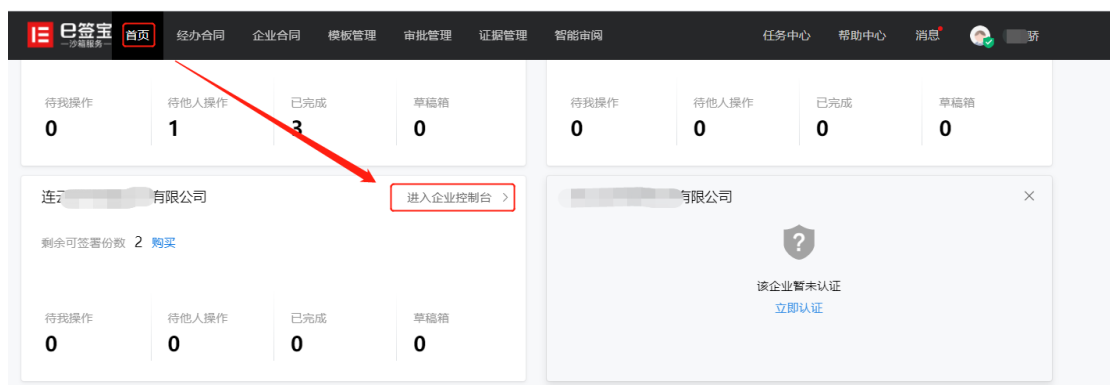 e签宝
—沙箱服务—
首页 经办合同 企业合同 模板管理 审批管理 证据管理 智能审阅 任务中心 帮助中心 消息 骄
待我操作 待他人操作 已完成 草稿箱 待我操作 待他人操作 已完成 草稿箱
0 1 3 0 0 0 0 0
连 有限公司 进入企业控制台 > 有限公司
剩余可签署份数 2 购买
?
该企业暂未认证
立即认证
待我操作 待他人操作 已完成 草稿箱
0 0 0 0